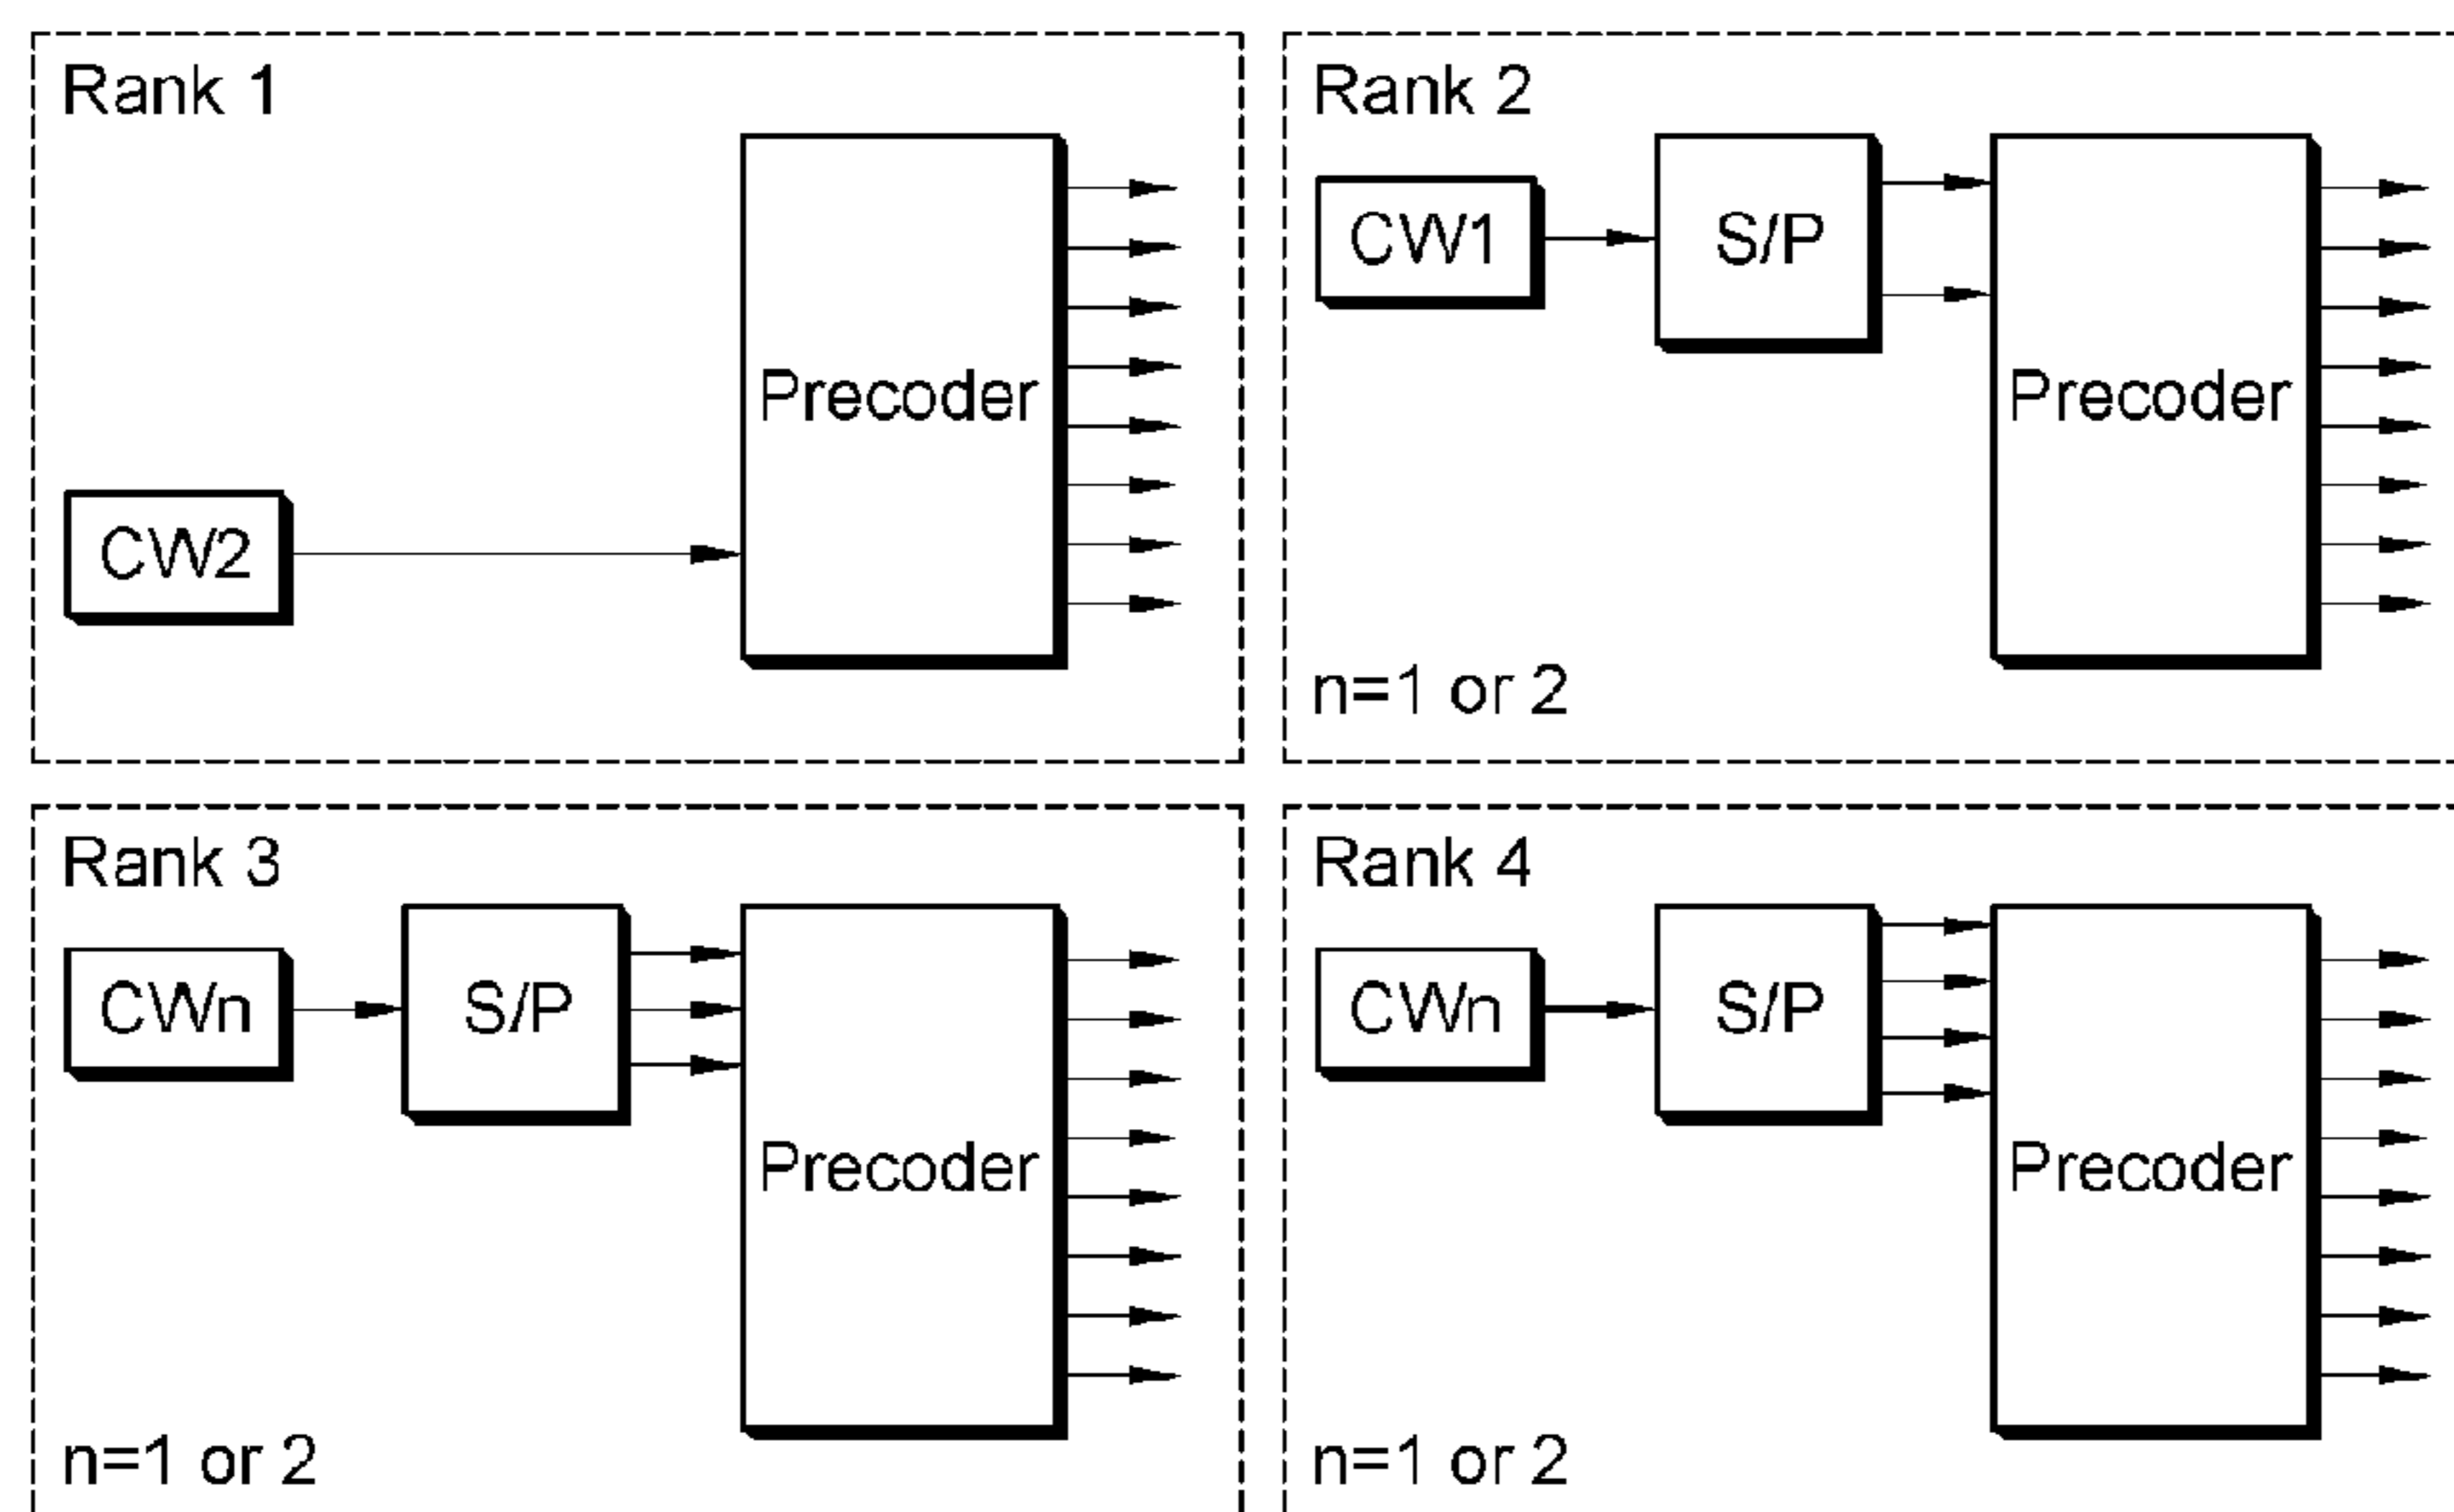 Rank 1
Precoder
CW2
Rank 2
CW1
S/P
Precoder
n=1 or 2
Rank 3
CWn
S/P
Precoder
n=1 or 2
Rank 4
CWn
S/P
Precoder
n=1 or 2